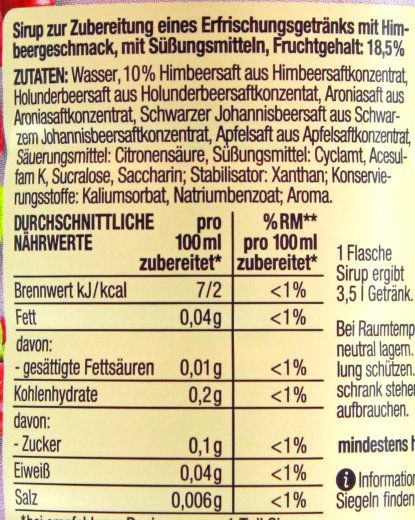 Sirup zur Zubereitung eines Erfrischungsgetränks mit Him-
beergeschmack, mit Süßungsmitteln, Fruchtgehalt: 18,5%
ZUTATEN: Wasser, 10% Himbeersaft aus Himbeersaftkonzentrat,
Holunderbeersaft aus Holunderbeersaftkonzentat, Aroniasaft aus
Aroniasaftkonzentrat, Schwarzer Johannisbeersaft aus Schwar-
zem Johannisbeersaftkonzentrat, Apfelsaft aus Apfelsaftkonzentrat,
Säuerungsmittel: Citronensäure, Süßungsmittel: Cyclamt, Acesul-
fam K, Sucralose, Saccharin; Stabilisator: Xanthan; Konservie-
rungsstoffe: Kaliumsorbat, Natriumbenzoat; Aroma.
DURCHSCHNITTLICHE pro %RM**
NÄHRWERTE 100 ml pro 100 ml
zubereitet* zubereitet*
Brennwert kJ/kcal 7/2 <1%
Fett 0,04g <1%
davon:
- gesättigte Fettsäuren 0,01g <1%
Kohlenhydrate 0,2g <1%
davon:
- Zucker 0,1g <1%
Eiweiß 0,04g <1%
Salz 0,006g <1%
1 Flasche
Sirup ergibt
3,5 l Getränk.
Bei Raumtemp
neutral lagern.
lung schützen.
schrank stehe
aufbrauchen.
mindestens h
Information
Siegeln finden